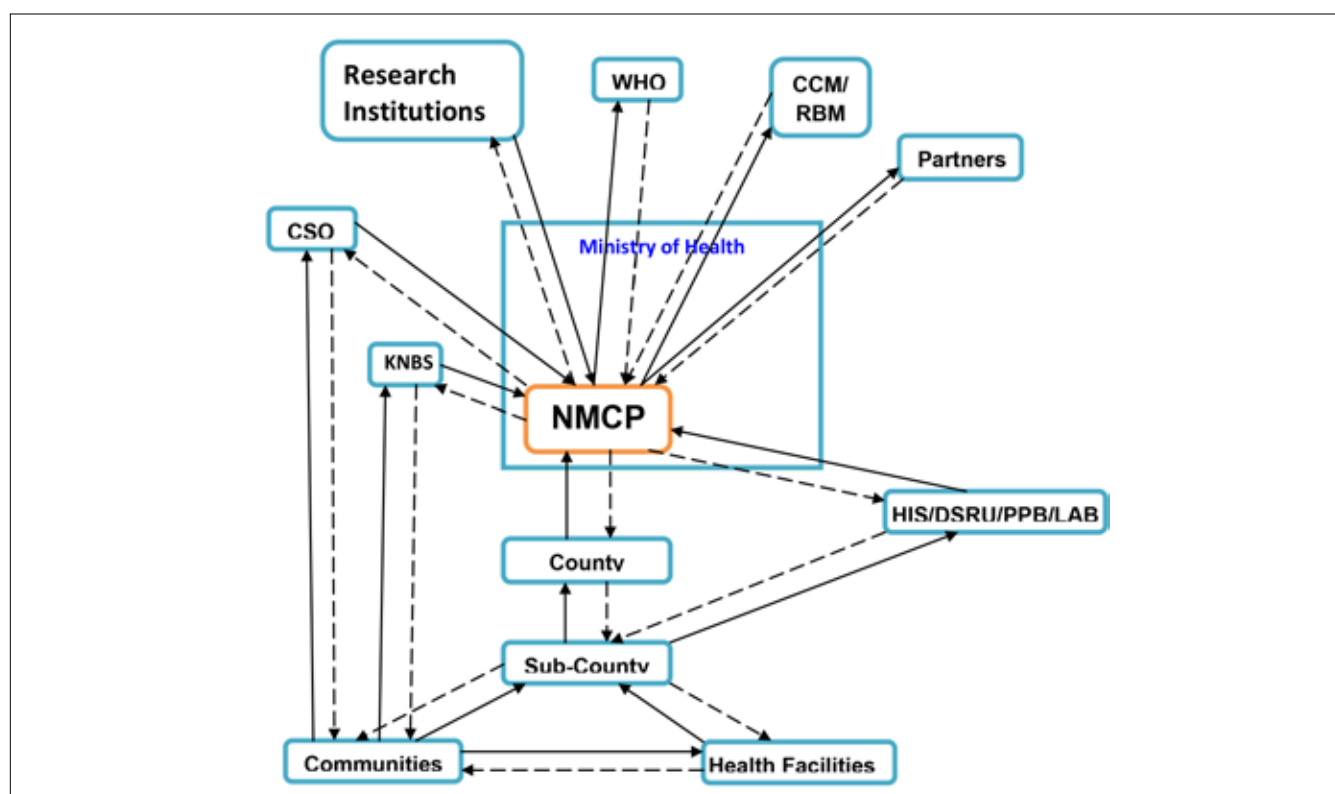 Research
Institutions
WHO
CCM/
RBM
Partners
CSO
Ministry of Health
KNBS
NMCP
HIS/DSRU/PPB/LAB
County
Sub-County
Communities
Health Facilities